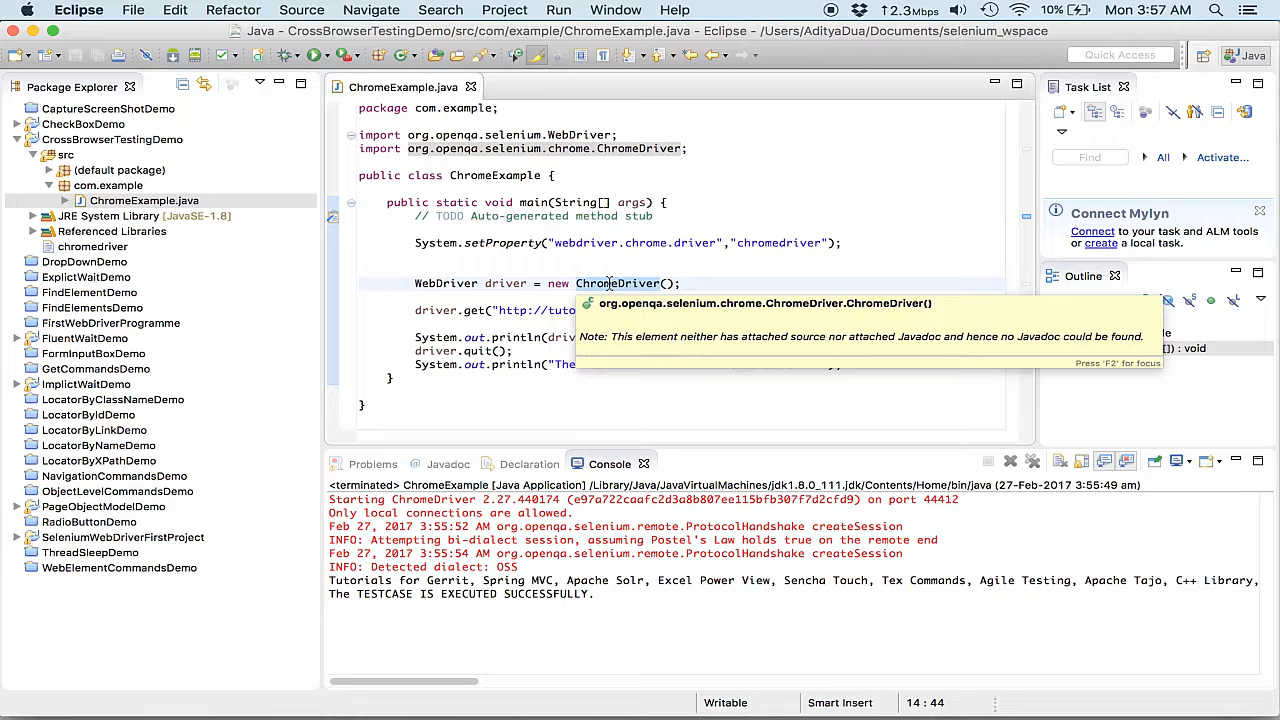 Eclipse File Edit Refactor Source Navigate Search Project Run Window Help 2.3Mbps 10% Mon 3:57 AM
Java - CrossBrowserTestingDemo/src/com/example/ChromeExample.java - Eclipse - /Users/AdityaDua/Documents/selenium_wspace
Quick Access Java
Package Explorer
CaptureScreenShotDemo
CheckBoxDemo
CrossBrowserTestingDemo
src
(default package)
com.example
ChromeExample.java
JRE System Library [JavaSE-1.8]
Referenced Libraries
chromedriver
DropDownDemo
ExplictWaitDemo
FindElementDemo
FindElementsDemo
FirstWebDriverProgramme
FluentWaitDemo
FormInputBoxDemo
GetCommandsDemo
ImplictWaitDemo
LocatorByClassNameDemo
LocatorByIdDemo
LocatorByLinkDemo
LocatorByNameDemo
LocatorByXPathDemo
NavigationCommandsDemo
ObjectLevelCommandsDemo
PageObjectModelDemo
RadioButtonDemo
SeleniumWebDriverFirstProject
ThreadSleepDemo
WebElementCommandsDemo
ChromeExample.java
package com.example;
import org.openqa.selenium.WebDriver;
import org.openqa.selenium.chrome.ChromeDriver;
public class ChromeExample {
public static void main(String[] args) {
// TODO Auto-generated method stub
System.setProperty("webdriver.chrome.driver","chromedriver");
WebDriver driver = new ChromeDriver();
driver.get("http://tuto
System.out.println(driv
driver.quit();
System.out.println("The
}
}
org.openqa.selenium.chrome.ChromeDriver.ChromeDriver()
Note: This element neither has attached source nor attached Javadoc and hence no Javadoc could be found.
Press 'F2' for focus
Task List
Find All Activate...
Connect Mylyn
Connect to your task and ALM tools
or create a local task.
Outline
]) : void
Problems Javadoc Declaration Console
<terminated> ChromeExample [Java Application] /Library/Java/JavaVirtualMachines/jdk1.8.0_111.jdk/Contents/Home/bin/java (27-Feb-2017 3:55:49 am)
Starting ChromeDriver 2.27.440174 (e97a722caafc2d3a8b807ee115bfb307f7d2cfd9) on port 44412
Only local connections are allowed.
Feb 27, 2017 3:55:52 AM org.openqa.selenium.remote.ProtocolHandshake createSession
INFO: Attempting bi-dialect session, assuming Postel's Law holds true on the remote end
Feb 27, 2017 3:55:54 AM org.openqa.selenium.remote.ProtocolHandshake createSession
INFO: Detected dialect: OSS
Tutorials for Gerrit, Spring MVC, Apache Solr, Excel Power View, Sencha Touch, Tex Commands, Agile Testing, Apache Tajo, C++ Library,
The TESTCASE IS EXECUTED SUCCESSFULLY.
Writable Smart Insert 14 : 44